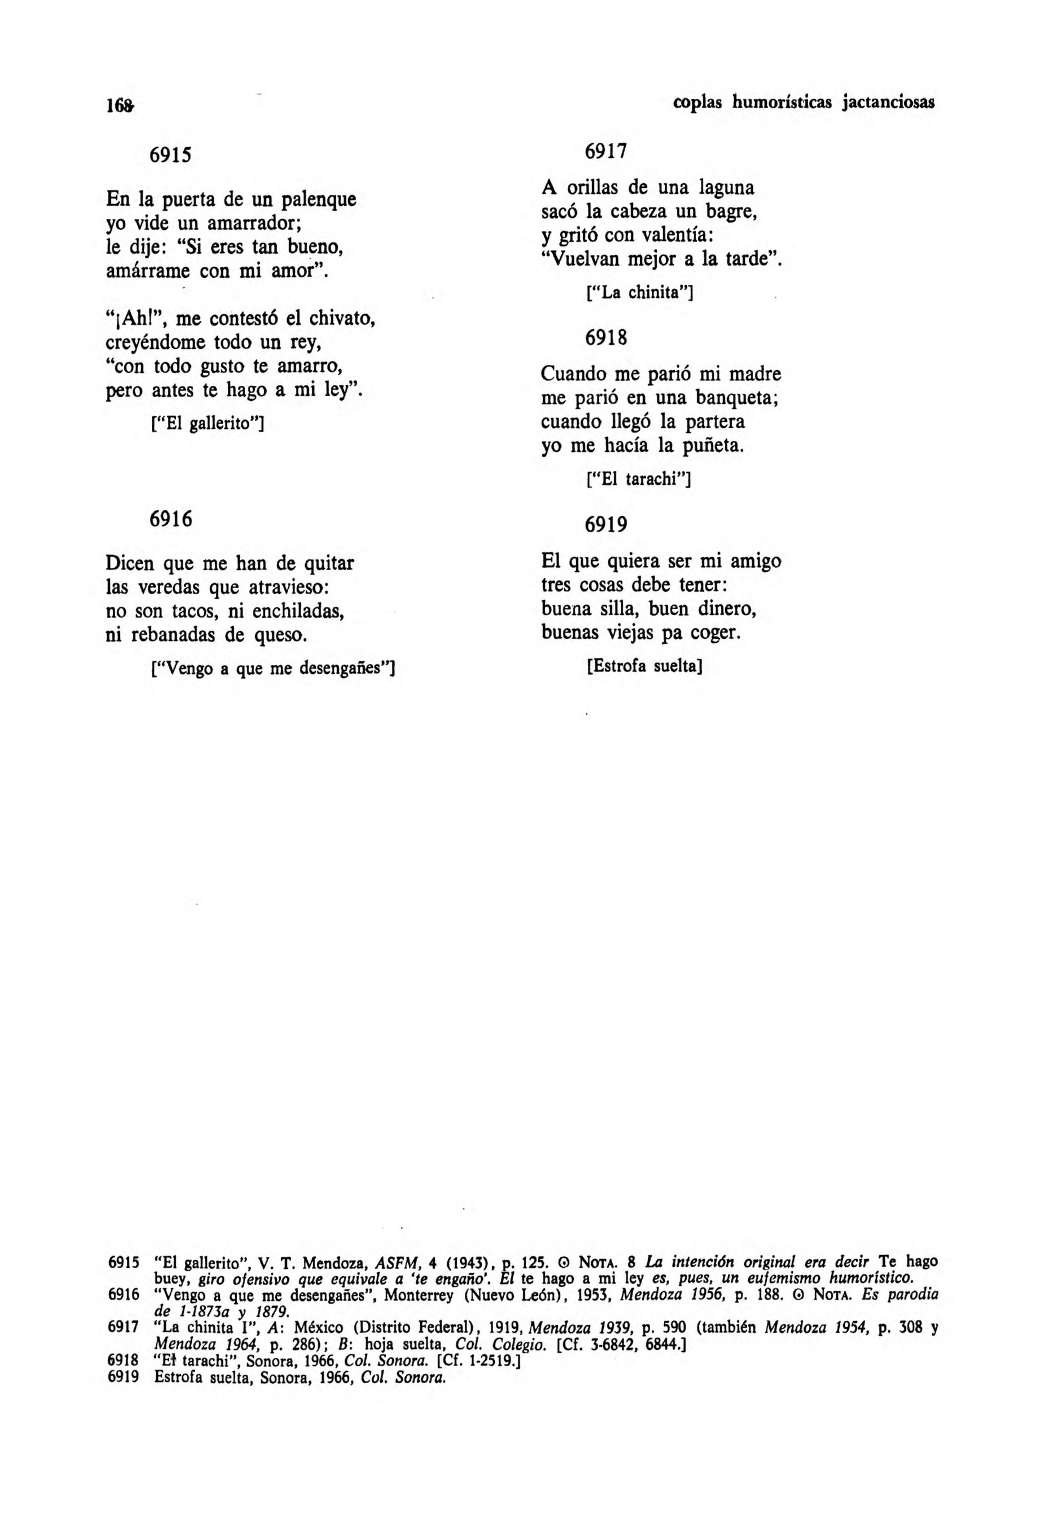 168
coplas humorísticas jactanciosas
6915
En la puerta de un palenque
yo vide un amarrador;
le dije: “Si eres tan bueno,
amárrame con mi amor”.
“¡Ah!”, me contestó el chivato,
creyéndome todo un rey,
“con todo gusto te amarro,
pero antes te hago a mi ley”.
[“El gallerito”]
6916
Dicen que me han de quitar
las veredas que atravieso:
no son tacos, ni enchiladas,
ni rebanadas de queso.
[“Vengo a que me desengañes”]
6917
A orillas de una laguna
sacó la cabeza un bagre,
y gritó con valentía:
“Vuelvan mejor a la tarde”.
[“La chinita”]
6918
Cuando me parió mi madre
me parió en una banqueta;
cuando llegó la partera
yo me hacía la puñeta.
[“El tarachi”]
6919
El que quiera ser mi amigo
tres cosas debe tener:
buena silla, buen dinero,
buenas viejas pa coger.
[Estrofa suelta]
6915 “El gallerito”, V. T. Mendoza, ASFM, 4 (1943), p. 125. ⊙ NOTA. 8 La intención original era decir Te hago
buey, giro ofensivo que equivale a ‘te engaño’. El te hago a mi ley es, pues, un eufemismo humorístico.
6916 “Vengo a que me desengañes”, Monterrey (Nuevo León), 1953, Mendoza 1956, p. 188. ⊙ NOTA. Es parodia
de 1-1873a y 1879.
6917 “La chinita I”, A: México (Distrito Federal), 1919, Mendoza 1939, p. 590 (también Mendoza 1954, p. 308 y
Mendoza 1964, p. 286); B: hoja suelta, Col. Colegio. [Cf. 3-6842, 6844.]
6918 “El tarachi”, Sonora, 1966, Col. Sonora. [Cf. 1-2519.]
6919 Estrofa suelta, Sonora, 1966, Col. Sonora.